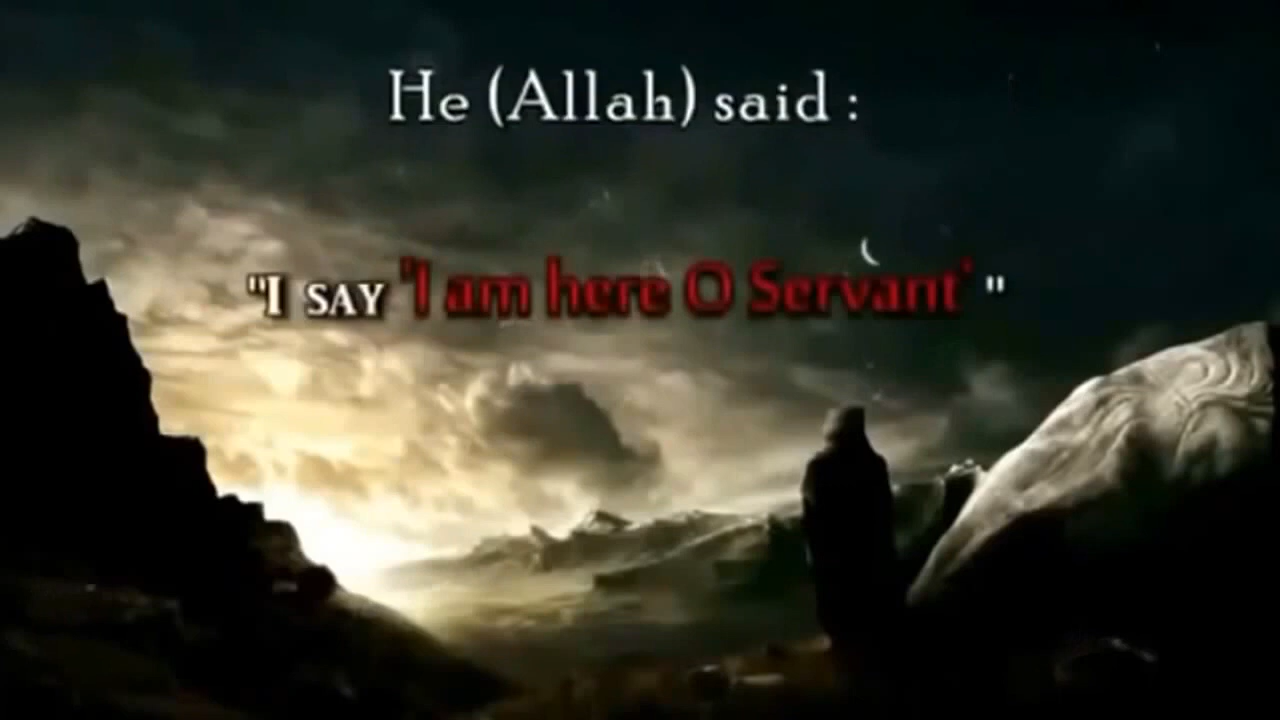 He (Allah) said :
"I SAY 'I am here O Servant' "